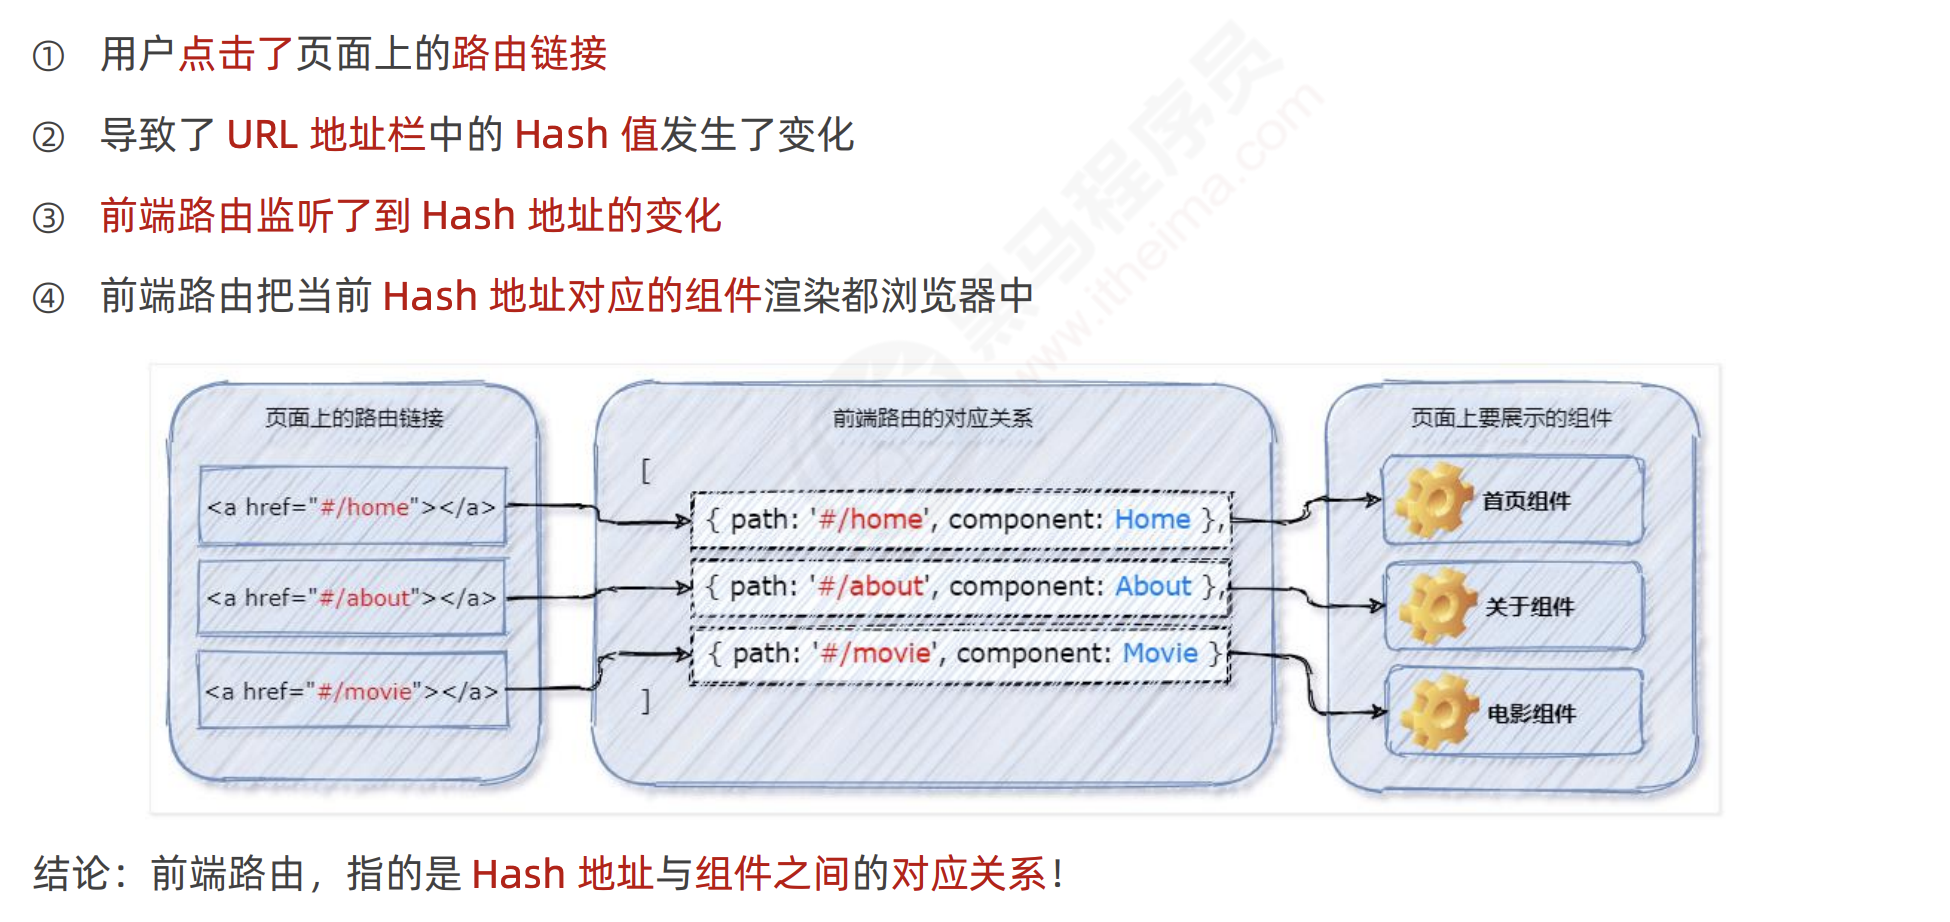 ① 用户点击了页面上的路由链接
② 导致了 URL 地址栏中的 Hash 值发生了变化
③ 前端路由监听了到 Hash 地址的变化
④ 前端路由把当前 Hash 地址对应的组件渲染都浏览器中
黑马程序员
www.itheima.com
页面上的路由链接
<a href="#/home"></a>
<a href="#/about"></a>
<a href="#/movie"></a>
前端路由的对应关系
[
{ path: '#/home', component: Home },
{ path: '#/about', component: About },
{ path: '#/movie', component: Movie }
]
页面上要展示的组件
首页组件
关于组件
电影组件
结论：前端路由，指的是 Hash 地址与组件之间的对应关系！